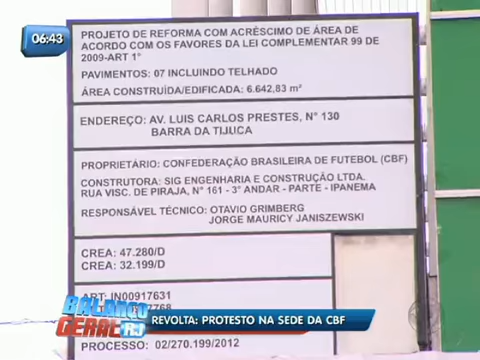 06:43
PROJETO DE REFORMA COM ACRÉSCIMO DE ÁREA DE
ACORDO COM OS FAVORES DA LEI COMPLEMENTAR 99 DE
2009-ART 1°
PAVIMENTOS: 07 INCLUINDO TELHADO
ÁREA CONSTRUÍDA/EDIFICADA: 6.642,83 m²
ENDEREÇO: AV. LUIS CARLOS PRESTES, N° 130
BARRA DA TIJUCA
PROPRIETÁRIO: CONFEDERAÇÃO BRASILEIRA DE FUTEBOL (CBF)
CONSTRUTORA: SIG ENGENHARIA E CONSTRUÇÃO LTDA.
RUA VISC. DE PIRAJA, N° 161 - 3° ANDAR - PARTE - IPANEMA
RESPONSÁVEL TÉCNICO: OTAVIO GRIMBERG
JORGE MAURICY JANISZEWSKI
CREA: 47.280/D
CREA: 32.199/D
ART: IN00917631
BALANÇO
GERAL RJ
REVOLTA: PROTESTO NA SEDE DA CBF
PROCESSO: 02/270.199/2012